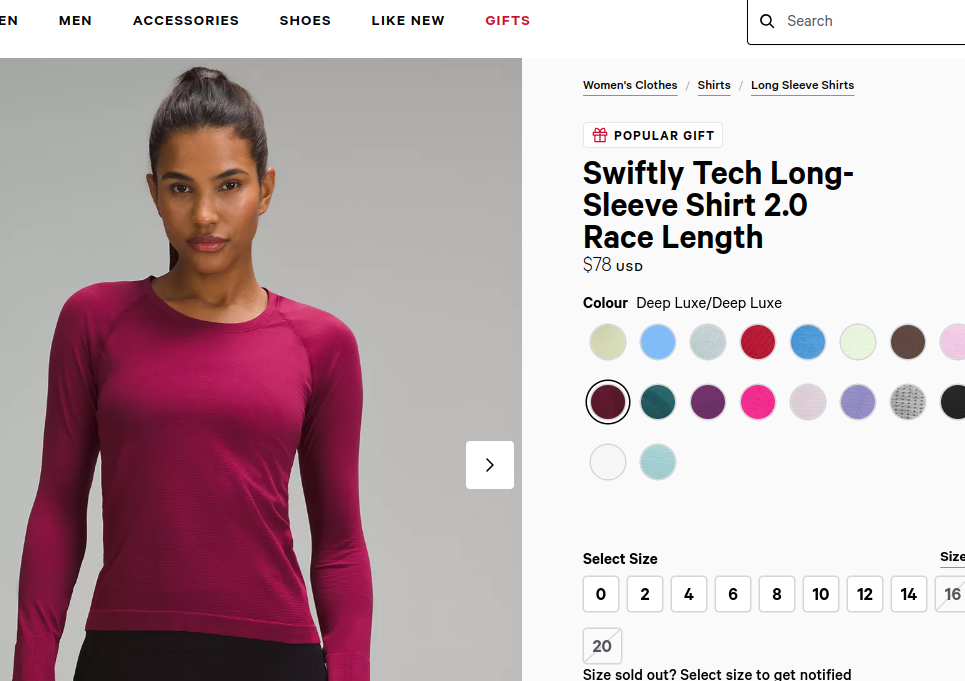 EN MEN ACCESSORIES SHOES LIKE NEW GIFTS Search
Women's Clothes / Shirts / Long Sleeve Shirts
POPULAR GIFT
Swiftly Tech Long-
Sleeve Shirt 2.0
Race Length
$78 USD
Colour Deep Luxe/Deep Luxe
Select Size Size
0 2 4 6 8 10 12 14 16
20
Size sold out? Select size to get notified